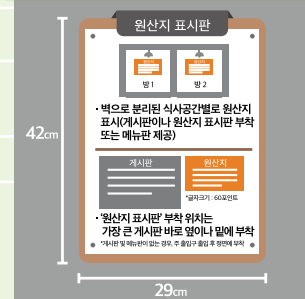 원산지 표시판
원산지 원산지
방 1 방 2
· 벽으로 분리된 식사공간별로 원산지
표시(게시판이나 원산지 표시판 부착
또는 메뉴판 제공)
42cm
게시판 원산지
*글자크기 : 60포인트
· '원산지 표시판' 부착 위치는
가장 큰 게시판 바로 옆이나 밑에 부착
*게시판 및 메뉴판이 없는 경우, 주 출입구 출입 후 정면에 부착
29cm